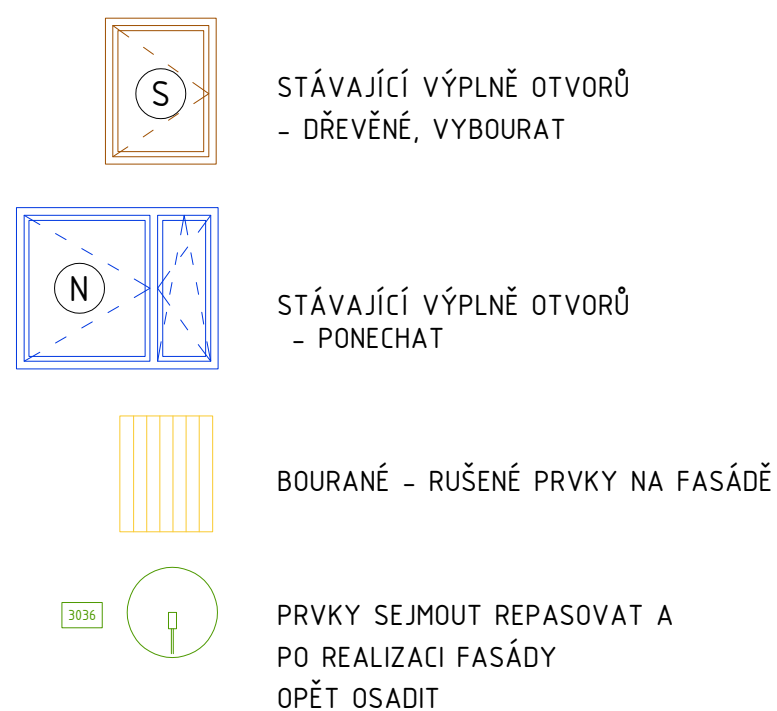 S
STÁVAJÍCÍ VÝPLNĚ OTVORŮ
- DŘEVĚNÉ, VYBOURAT
N
STÁVAJÍCÍ VÝPLNĚ OTVORŮ
- PONECHAT
BOURANÉ - RUŠENÉ PRVKY NA FASÁDĚ
3036
PRVKY SEJMOUT REPASOVAT A
PO REALIZACI FASÁDY
OPĚT OSADIT